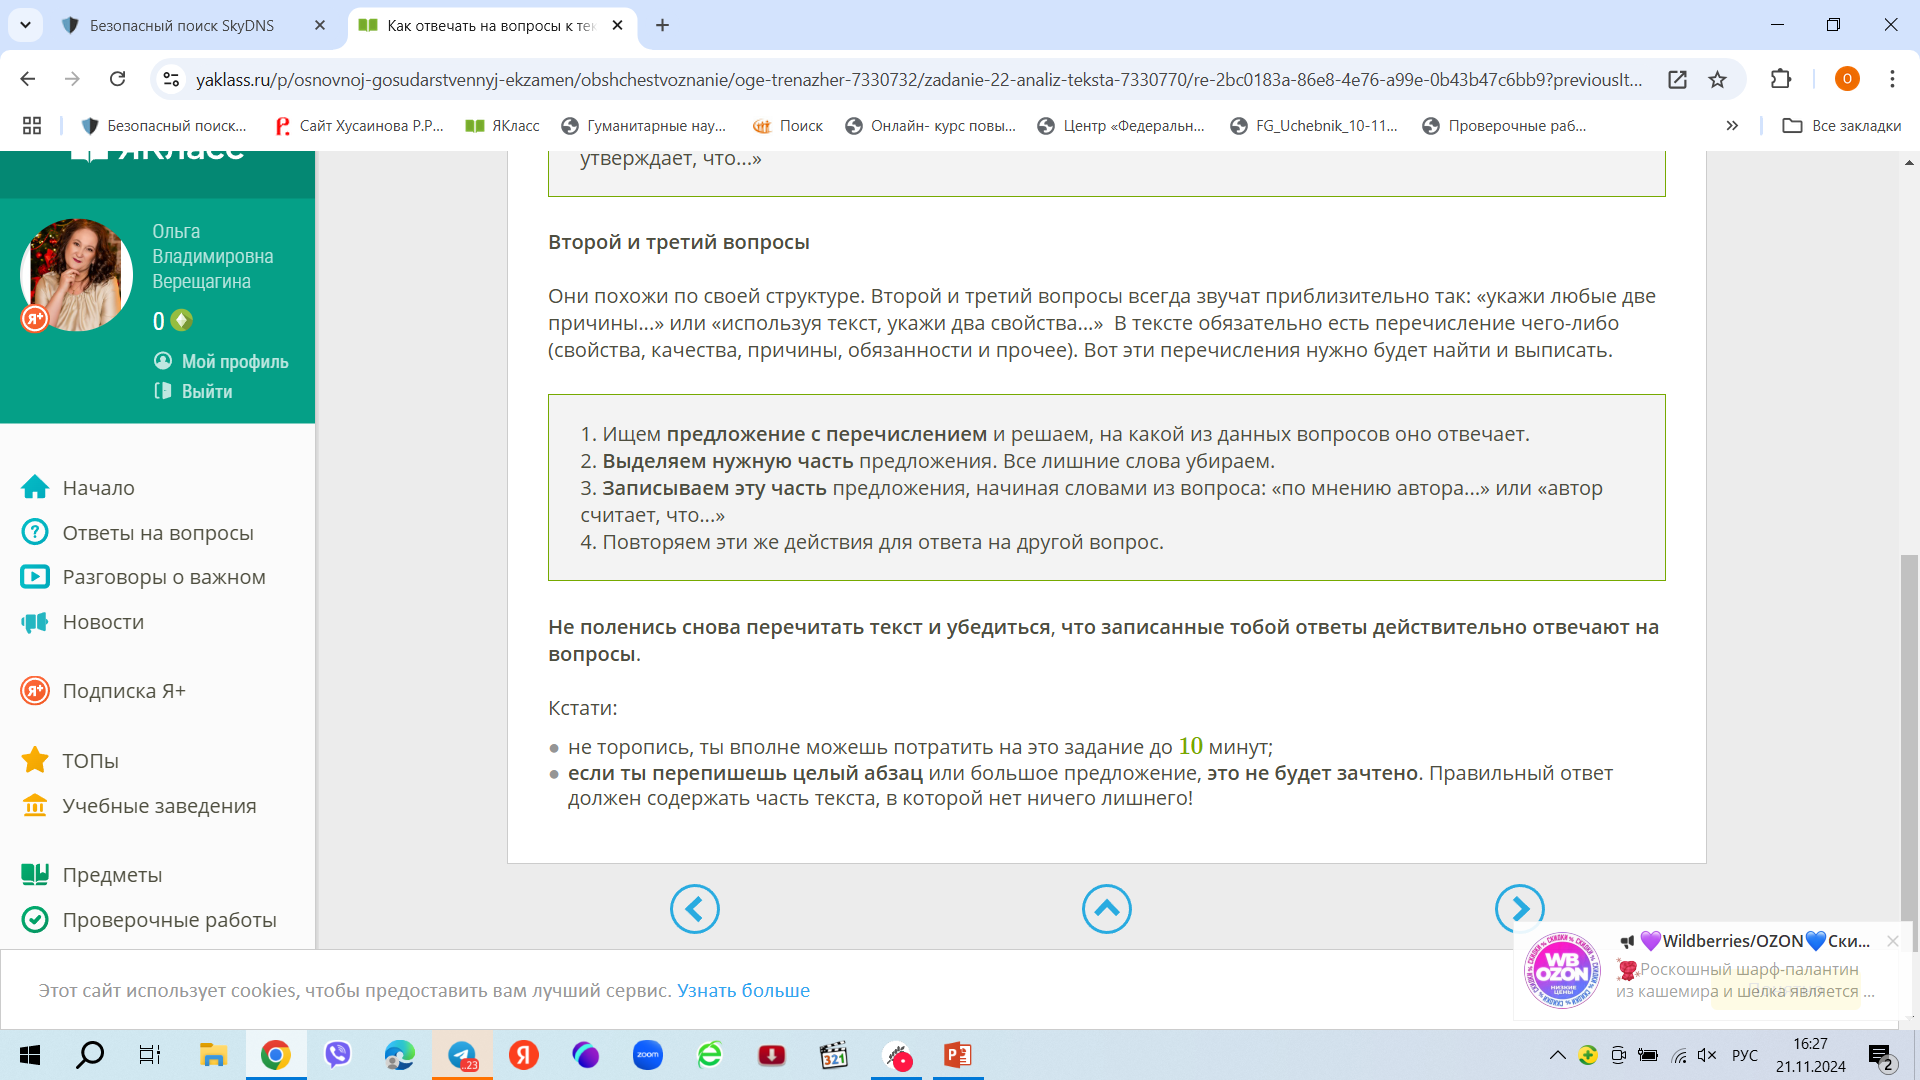 Безопасный поиск SkyDNS
Как отвечать на вопросы к тек
yaklass.ru/p/osnovnoj-gosudarstvennyj-ekzamen/obshchestvoznanie/oge-trenazher-7330732/zadanie-22-analiz-teksta-7330770/re-2bc0183a-86e8-4e76-a99e-0b43b47c6bb9?previousIt...
O
Безопасный поиск...
Сайт Хусаинова Р.Р...
ЯКласс
Гуманитарные нау...
Поиск
Онлайн- курс повы...
Центр «Федеральн...
FG_Uchebnik_10-11...
Проверочные раб...
Все закладки
ЯКласс
Ольга
Владимировна
Верещагина
Я+
0
Мой профиль
Выйти
Начало
Ответы на вопросы
Разговоры о важном
Новости
Подписка Я+
ТОПы
Учебные заведения
Предметы
Проверочные работы
утверждает, что...»
Второй и третий вопросы
Они похожи по своей структуре. Второй и третий вопросы всегда звучат приблизительно так: «укажи любые две
причины...» или «используя текст, укажи два свойства...»  В тексте обязательно есть перечисление чего-либо
(свойства, качества, причины, обязанности и прочее). Вот эти перечисления нужно будет найти и выписать.
1. Ищем предложение с перечислением и решаем, на какой из данных вопросов оно отвечает.
2. Выделяем нужную часть предложения. Все лишние слова убираем.
3. Записываем эту часть предложения, начиная словами из вопроса: «по мнению автора...» или «автор
считает, что...»
4. Повторяем эти же действия для ответа на другой вопрос.
Не поленись снова перечитать текст и убедиться, что записанные тобой ответы действительно отвечают на
вопросы.
Кстати:
не торопись, ты вполне можешь потратить на это задание до 10 минут;
если ты перепишешь целый абзац или большое предложение, это не будет зачтено. Правильный ответ
должен содержать часть текста, в которой нет ничего лишнего!
Этот сайт использует cookies, чтобы предоставить вам лучший сервис. Узнать больше
WB
OZON
НИЗКИЕ
ЦЕНЫ
Wildberries/OZON💙Ски...
Роскошный шарф-палантин
из кашемира и шелка является ...
..23
Я
zoom
321
P
РУС
16:27
21.11.2024
2